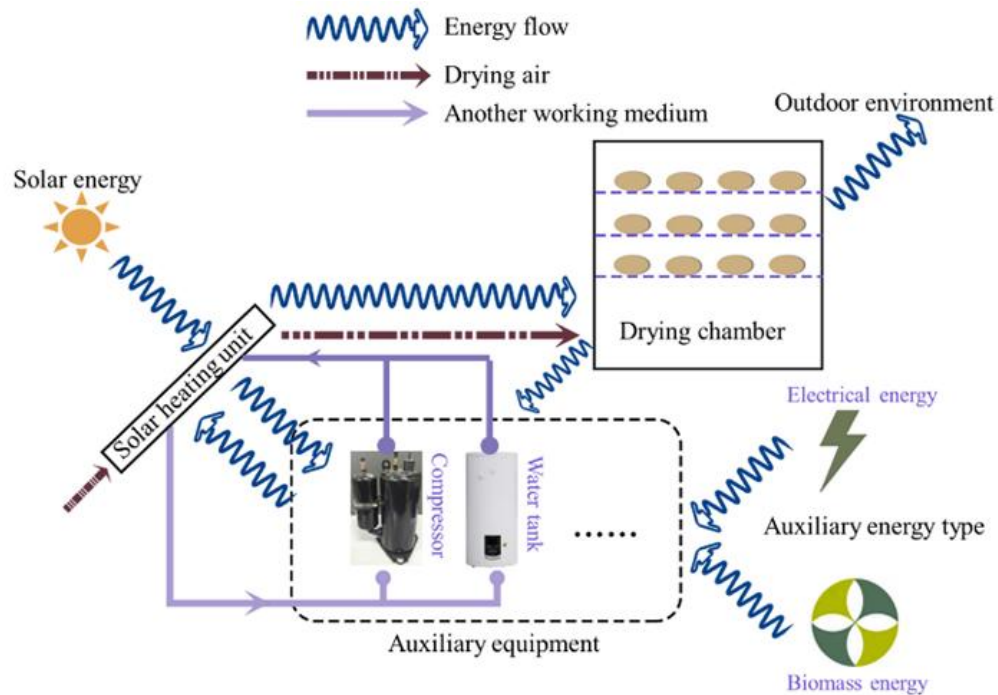 Energy flow
Drying air
Another working medium
Outdoor environment
Solar energy
Drying chamber
Solar heating unit
Electrical energy
Compressor
Water tank
......
Auxiliary energy type
Auxiliary equipment
Biomass energy